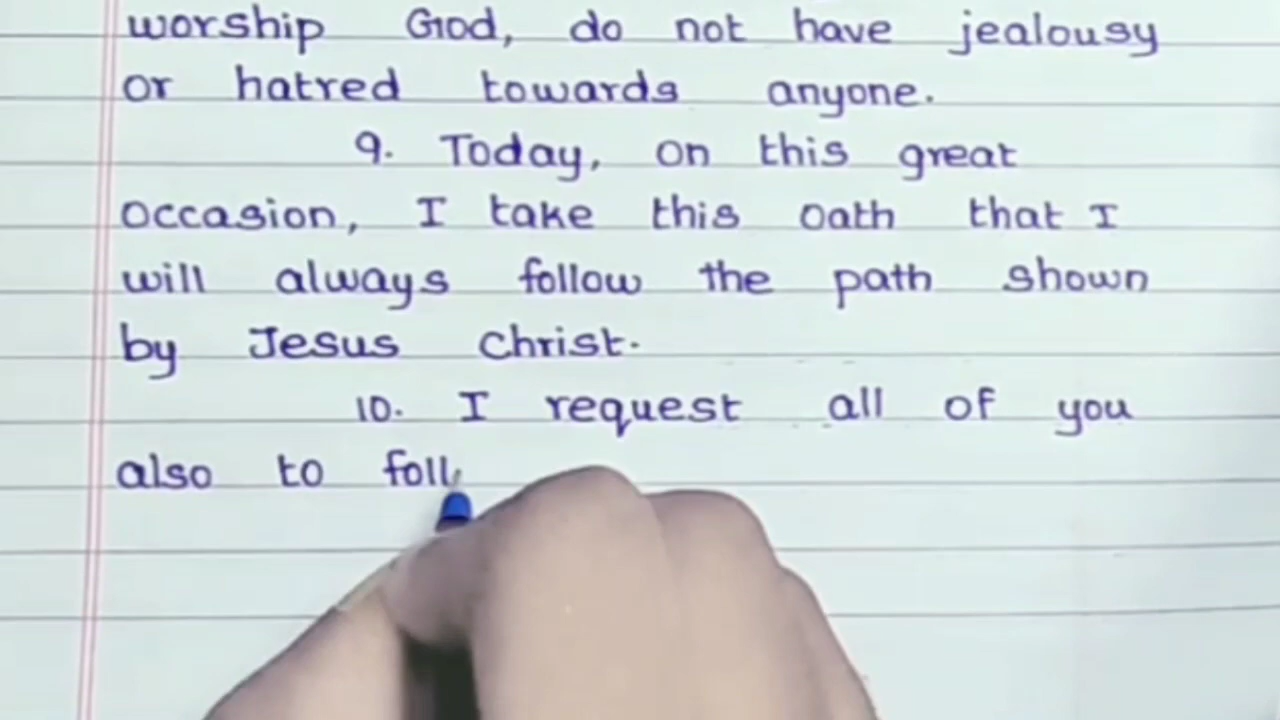 worship God, do not have jealousy
or hatred towards anyone.
9. Today, on this great
occasion, I take this oath that I
will always follow the path shown
by Jesus Christ.
10. I request all of you
also to foll